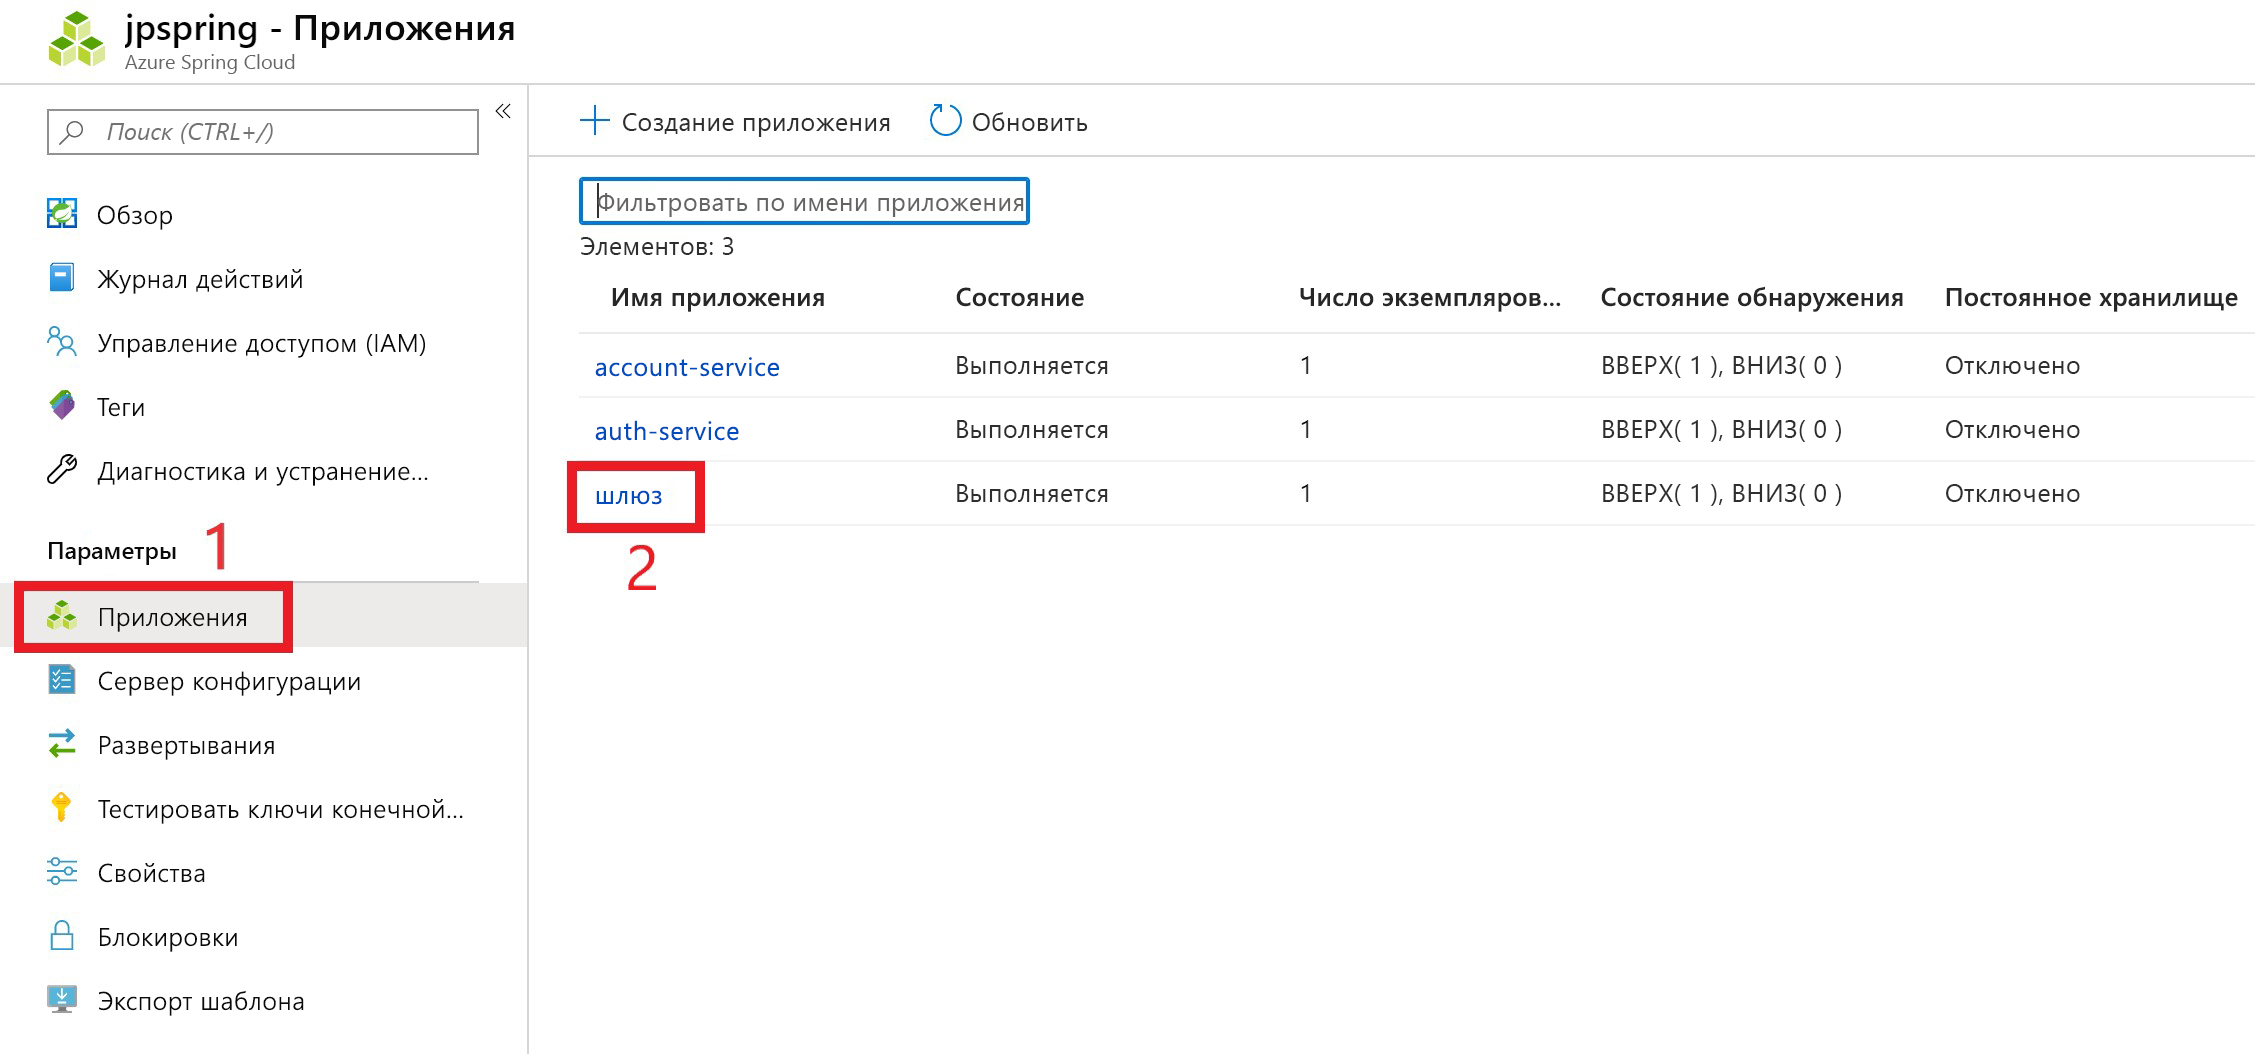 jpspring - Приложения
Azure Spring Cloud
Поиск (CTRL+/)
«
Обзор
Журнал действий
Управление доступом (IAM)
Теги
Диагностика и устранение...
Параметры
1
Приложения
Сервер конфигурации
Развертывания
Тестировать ключи конечной...
Свойства
Блокировки
Экспорт шаблона
Создание приложения Обновить
Фильтровать по имени приложения
Элементов: 3
Имя приложения Состояние Число экземпляров... Состояние обнаружения Постоянное хранилище
account-service Выполняется 1 ВВЕРХ( 1 ), ВНИЗ( 0 ) Отключено
auth-service Выполняется 1 ВВЕРХ( 1 ), ВНИЗ( 0 ) Отключено
шлюз Выполняется 1 ВВЕРХ( 1 ), ВНИЗ( 0 ) Отключено
2